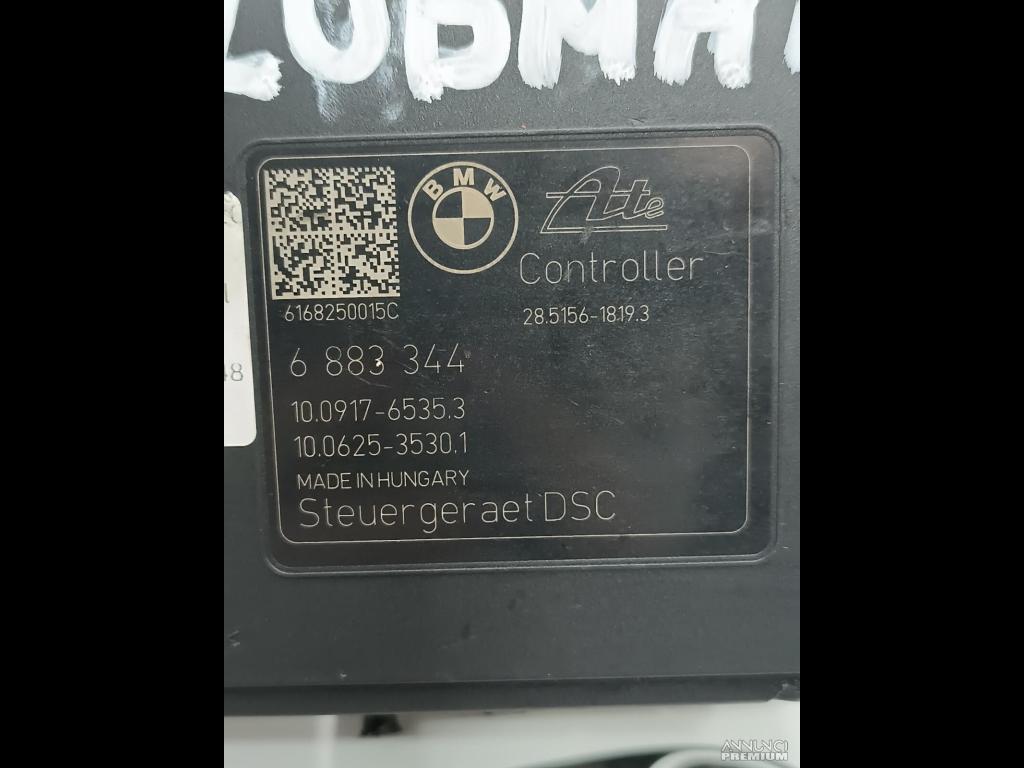 BMW
Ate
Controller
6168250015C
28.5156-1819.3
6 883 344
10.0917-6535.3
10.0625-3530.1
MADE IN HUNGARY
Steuergeraet DSC
ANNUNCI
PREMIUM